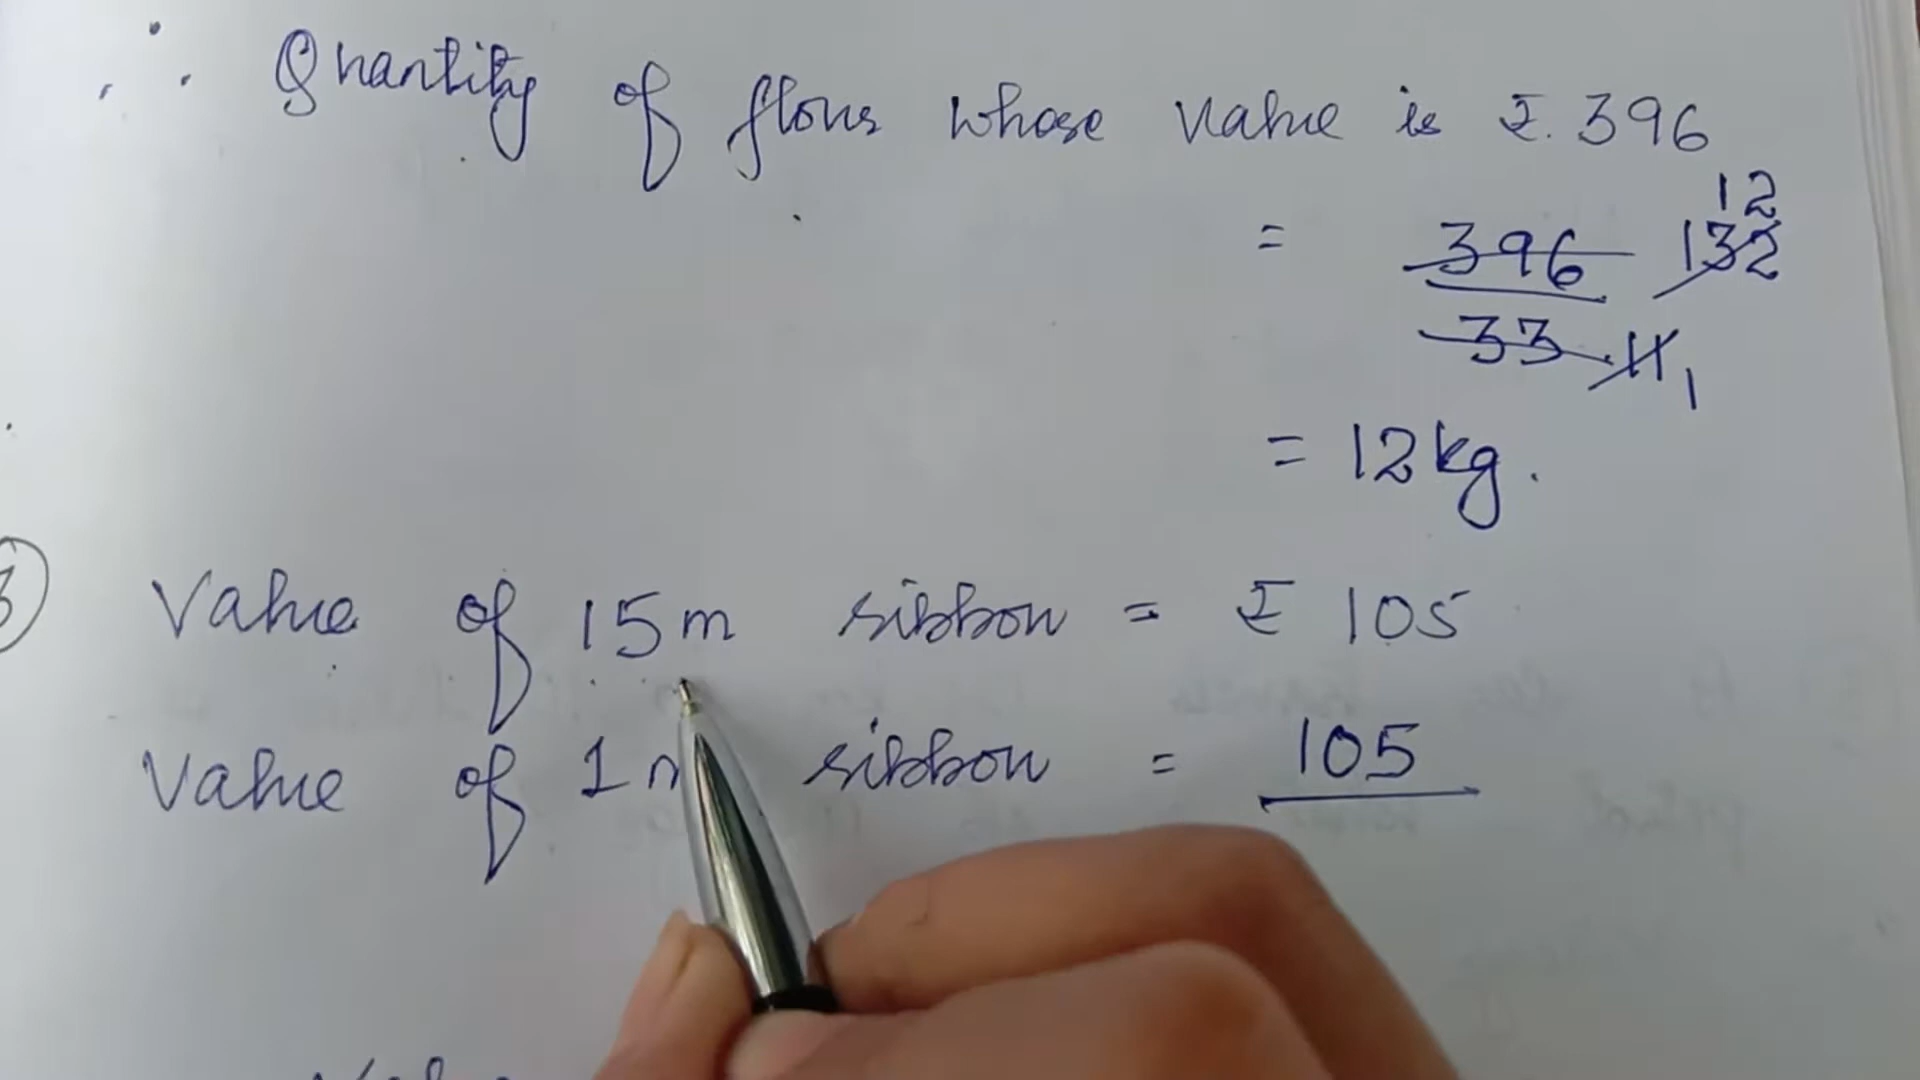 ∴ Quantity of flour whose value is ₹. 396
= 396 132 12
33 11 1
= 12kg.
3
Value of 15m ribbon = ₹ 105
Value of 1m ribbon = 105